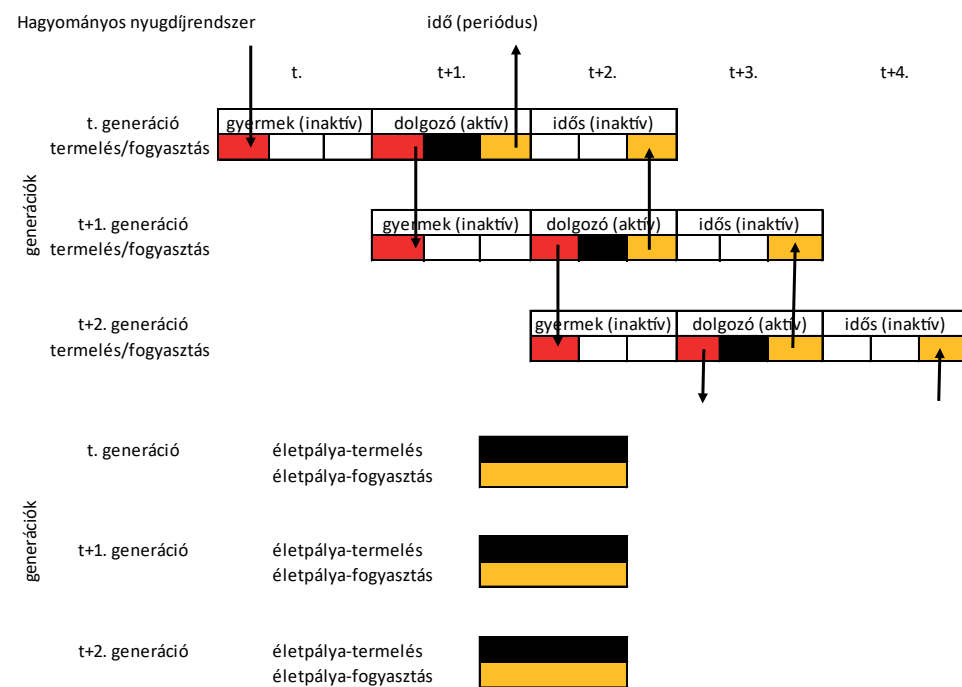 Hagyományos nyugdíjrendszer
idő (periódus)
t. t+1. t+2. t+3. t+4.
t. generáció
gyermek (inaktív) dolgozó (aktív) idős (inaktív)
termelés/fogyasztás
generációk
t+1. generáció
gyermek (inaktív) dolgozó (aktív) idős (inaktív)
termelés/fogyasztás
t+2. generáció
gyermek (inaktív) dolgozó (aktív) idős (inaktív)
termelés/fogyasztás
t. generáció életpálya-termelés
életpálya-fogyasztás
generációk
t+1. generáció életpálya-termelés
életpálya-fogyasztás
t+2. generáció életpálya-termelés
életpálya-fogyasztás